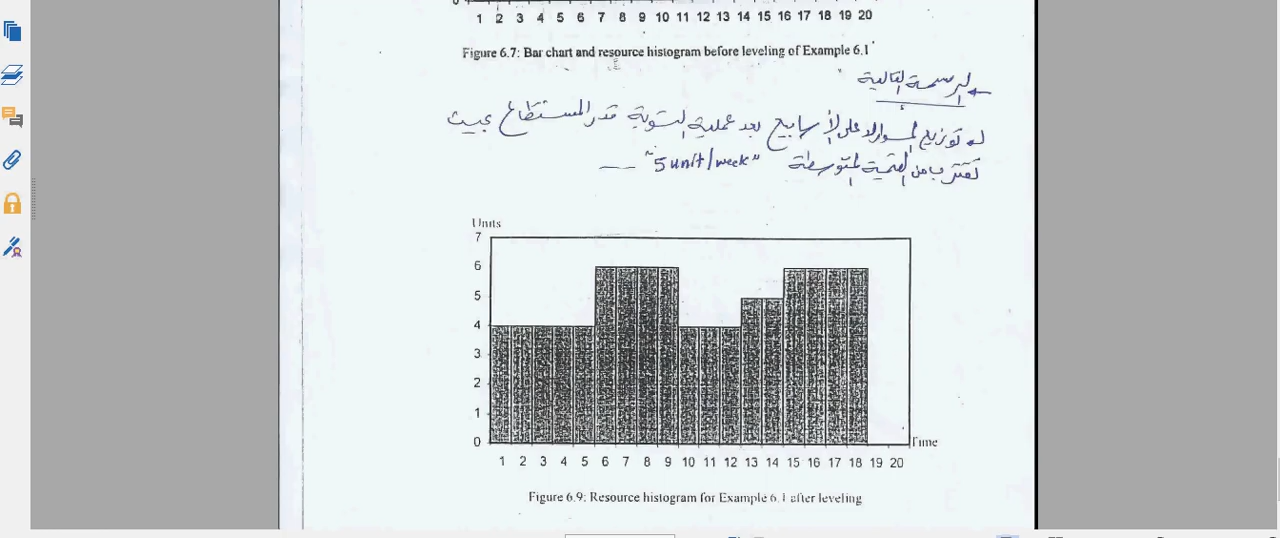 0
1 2 3 4 5 6 7 8 9 10 11 12 13 14 15 16 17 18 19 20
Figure 6.7: Bar chart and resource histogram before leveling of Example 6.1
الرسمة التالية
له توزيع الموارد على الأسابيع بعد عملية التسوية قدر المستطاع بحيث
تقترب من القيمة المتوسطة "5 unit/week"
Units
7
6
5
4
3
2
1
0
Time
1 2 3 4 5 6 7 8 9 10 11 12 13 14 15 16 17 18 19 20
Figure 6.9: Resource histogram for Example 6.1 after leveling